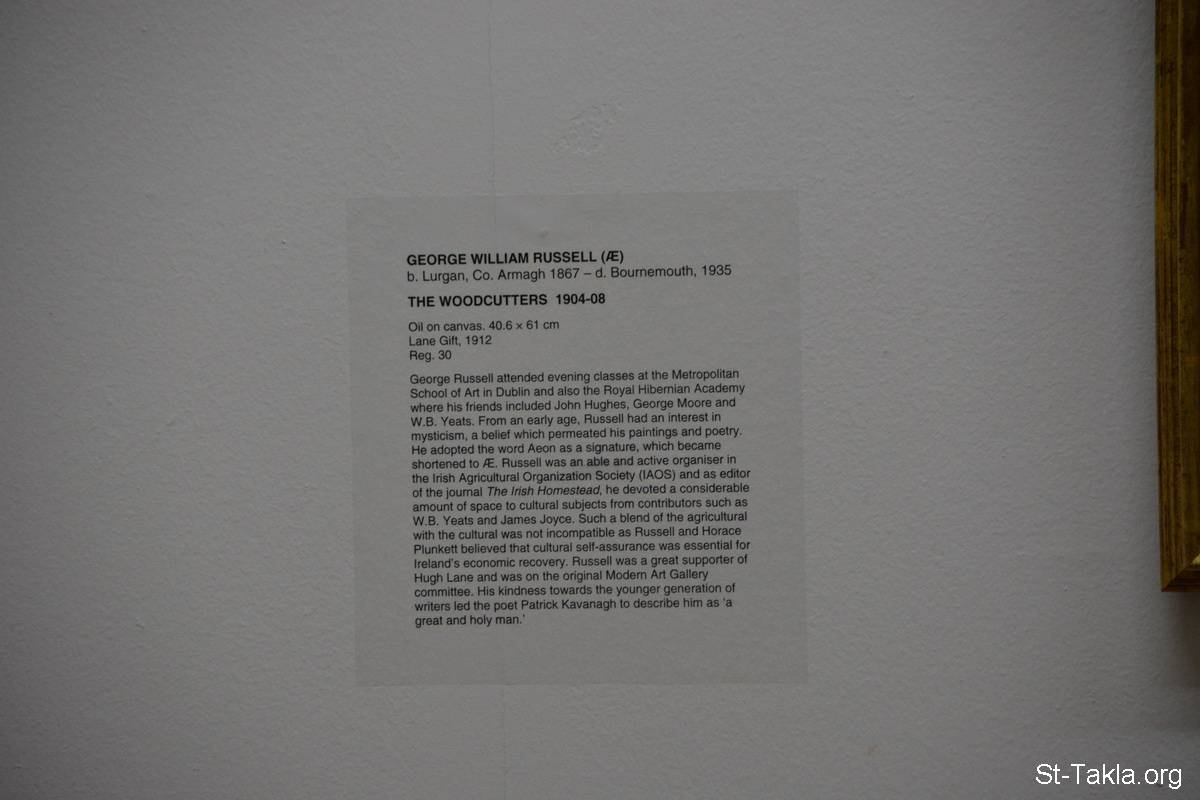 GEORGE WILLIAM RUSSELL (Æ)
b. Lurgan, Co. Armagh 1867 – d. Bournemouth, 1935
THE WOODCUTTERS 1904-08
Oil on canvas. 40.6 × 61 cm
Lane Gift, 1912
Reg. 30
George Russell attended evening classes at the Metropolitan
School of Art in Dublin and also the Royal Hibernian Academy
where his friends included John Hughes, George Moore and
W.B. Yeats. From an early age, Russell had an interest in
mysticism, a belief which permeated his paintings and poetry.
He adopted the word Aeon as a signature, which became
shortened to Æ. Russell was an able and active organiser in
the Irish Agricultural Organization Society (IAOS) and as editor
of the journal The Irish Homestead, he devoted a considerable
amount of space to cultural subjects from contributors such as
W.B. Yeats and James Joyce. Such a blend of the agricultural
with the cultural was not incompatible as Russell and Horace
Plunkett believed that cultural self-assurance was essential for
Ireland's economic recovery. Russell was a great supporter of
Hugh Lane and was on the original Modern Art Gallery
committee. His kindness towards the younger generation of
writers led the poet Patrick Kavanagh to describe him as 'a
great and holy man.'
St-Takla.org